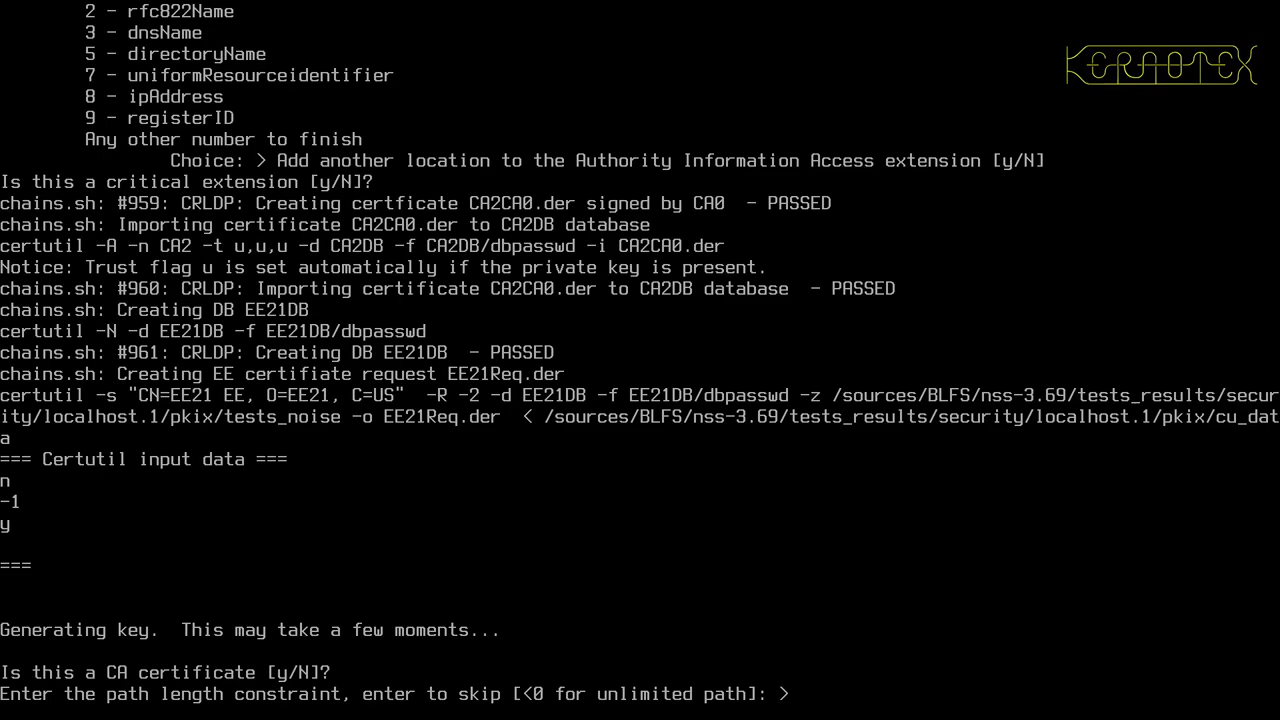 2 - rfc822Name
3 - dnsName
5 - directoryName
7 - uniformResourceidentifier
8 - ipAddress
9 - registerID
Any other number to finish
Choice: > Add another location to the Authority Information Access extension [y/N]
Is this a critical extension [y/N]?
chains.sh: #959: CRLDP: Creating certficate CA2CA0.der signed by CA0  - PASSED
chains.sh: Importing certificate CA2CA0.der to CA2DB database
certutil -A -n CA2 -t u,u,u -d CA2DB -f CA2DB/dbpasswd -i CA2CA0.der
Notice: Trust flag u is set automatically if the private key is present.
chains.sh: #960: CRLDP: Importing certificate CA2CA0.der to CA2DB database  - PASSED
chains.sh: Creating DB EE21DB
certutil -N -d EE21DB -f EE21DB/dbpasswd
chains.sh: #961: CRLDP: Creating DB EE21DB  - PASSED
chains.sh: Creating EE certifiate request EE21Req.der
certutil -s "CN=EE21 EE, O=EE21, C=US"  -R -2 -d EE21DB -f EE21DB/dbpasswd -z /sources/BLFS/nss-3.69/tests_results/secur
ity/localhost.1/pkix/tests_noise -o EE21Req.der  < /sources/BLFS/nss-3.69/tests_results/security/localhost.1/pkix/cu_dat
a
=== Certutil input data ===
n
-1
y
===
Generating key.  This may take a few moments...
Is this a CA certificate [y/N]?
Enter the path length constraint, enter to skip [<0 for unlimited path]: >
KERNOTEX